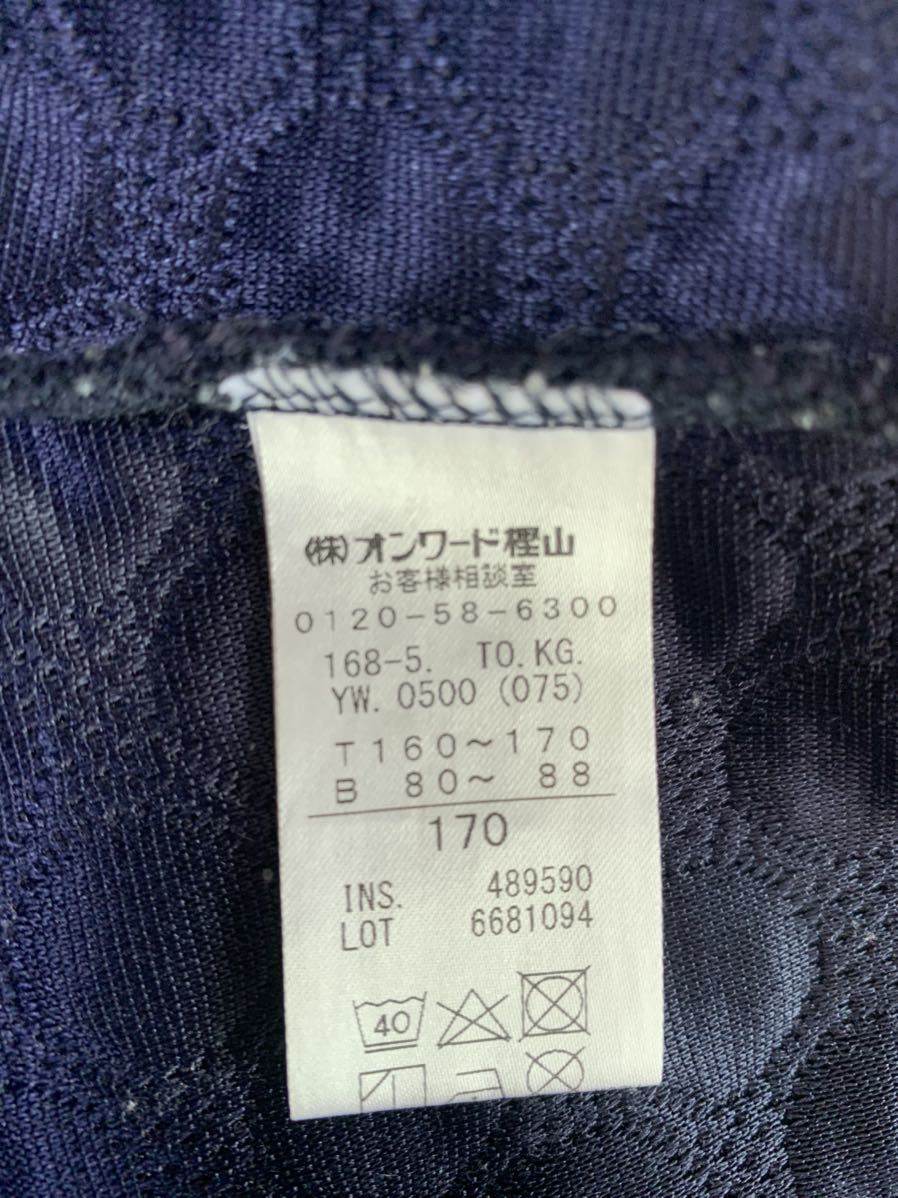 (株)オンワード樫山
お客様相談室
0120-58-6300
168-5. TO.KG.
YW. 0500 (075)
T 160～170
B 80～ 88
170
INS. 489590
LOT 6681094
40